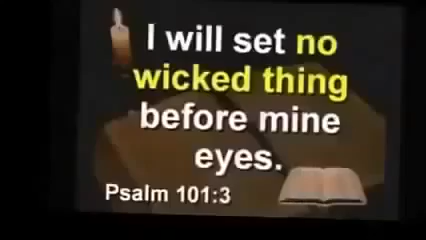 I will set no
wicked thing
before mine
eyes.
Psalm 101:3